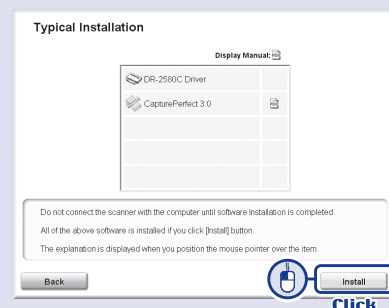 Typical Installation
Display Manual:
DR-2580C Driver
CapturePerfect 3.0
Do not connect the scanner with the computer until software Installation is completed.
All of the above software is installed if you click [Install] button.
The explanation is displayed when you position the mouse pointer over the item.
Back
Install
Click